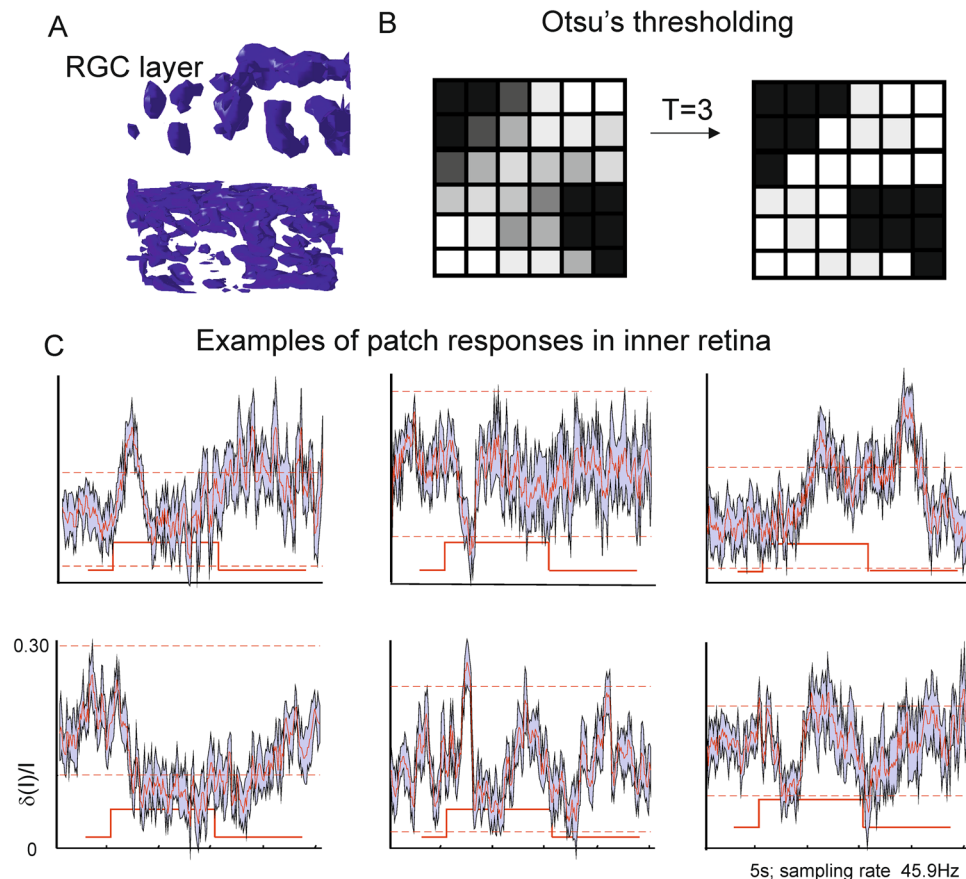 A
RGC layer
B
Otsu's thresholding
T=3
C
Examples of patch responses in inner retina
0.30
δ(I)/I
0
5s; sampling rate 45.9Hz